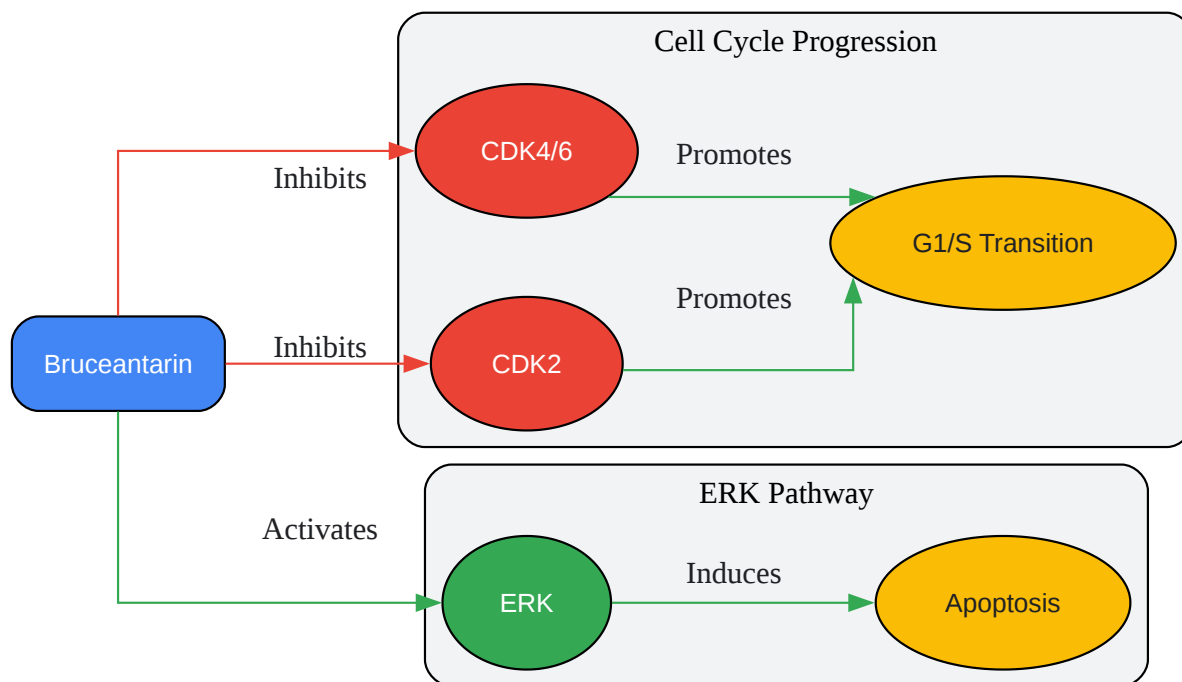 Cell Cycle Progression
CDK4/6
Promotes
Inhibits
G1/S Transition
Promotes
Inhibits
Bruceantarin
CDK2
ERK Pathway
Activates
Induces
ERK
Apoptosis